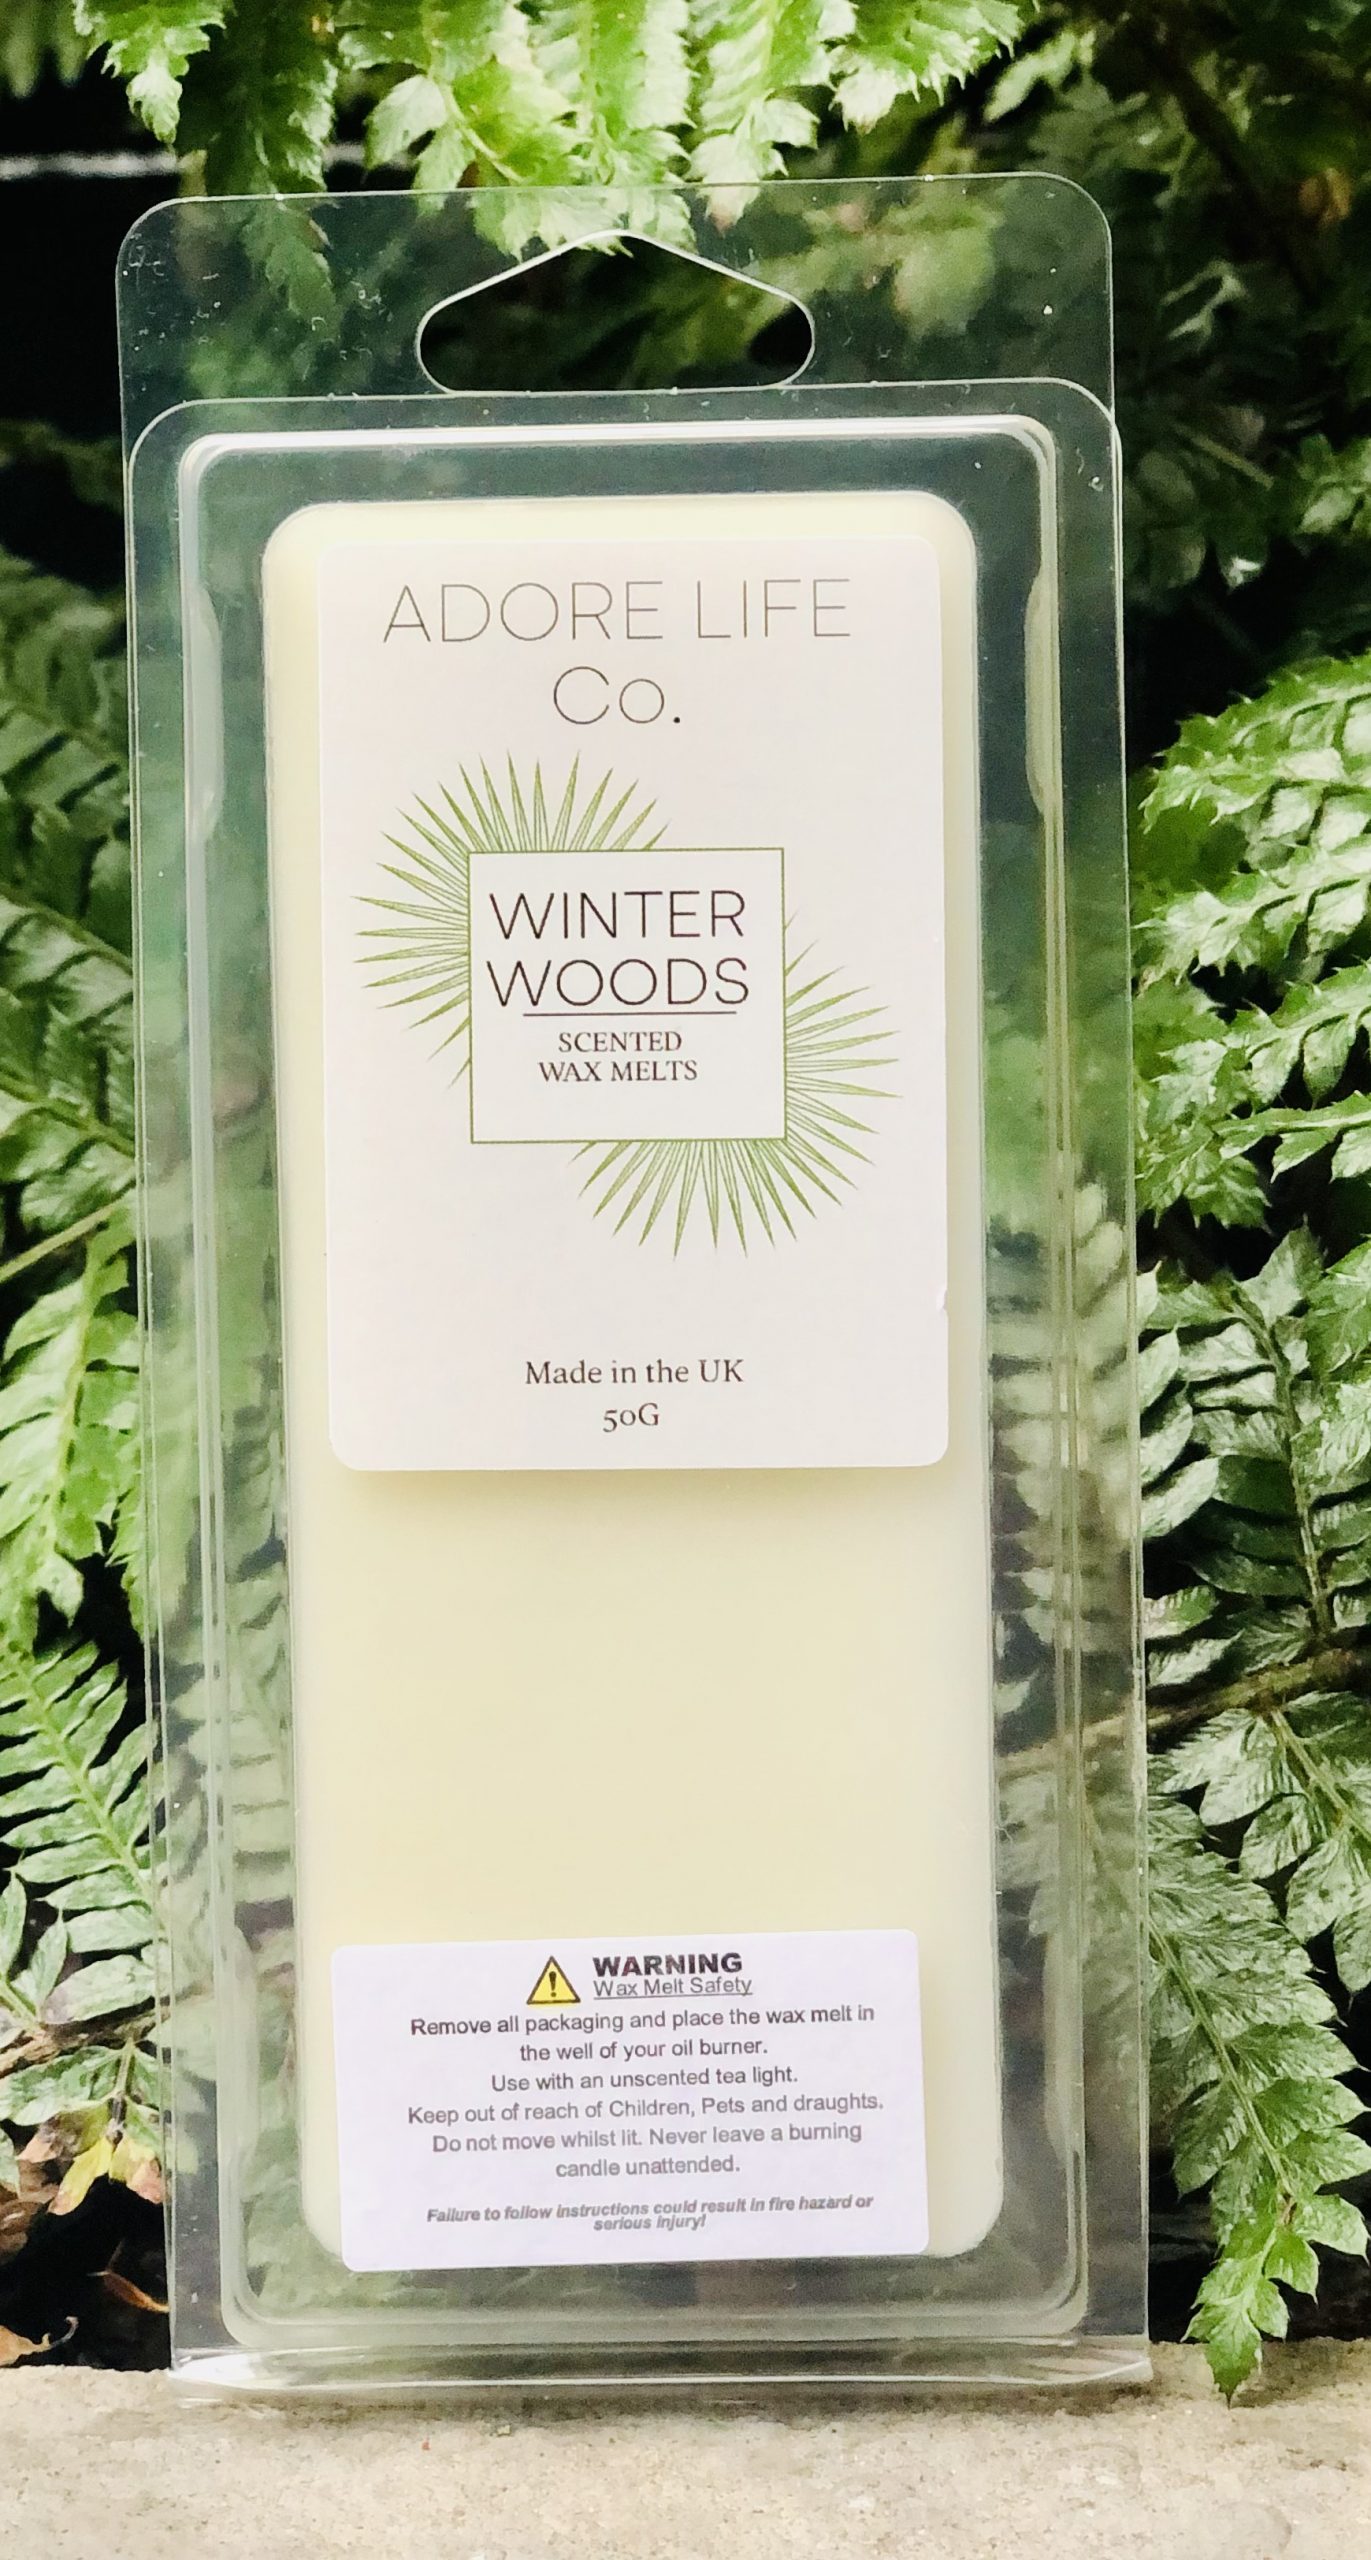 ADORE LIFE
Co.
WINTER
WOODS
SCENTED
WAX MELTS
Made in the UK
50G
WARNING
Wax Melt Safety
Remove all packaging and place the wax melt in
the well of your oil burner.
Use with an unscented tea light.
Keep out of reach of Children, Pets and draughts.
Do not move whilst lit. Never leave a burning
candle unattended.
Failure to follow instructions could result in fire hazard or
serious injury!